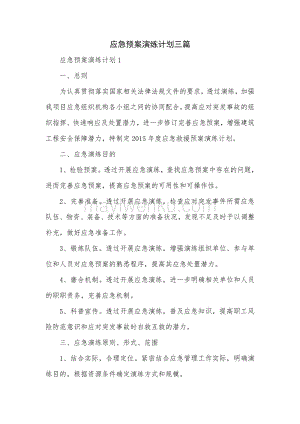 应急预案演练计划三篇
应急预案演练计划 1
一、总则
为认真贯彻落实国家相关法律法规文件的要求。透过演练，加强
我项目应急组织机构各小组之间的协同配合，提高应对突发事故的组
织指挥、快速响应及处置潜力，进一步修订完善应急预案，增强建筑
工程安全保障潜力，特制定 2015 年度应急救援预案演练计划。
二、应急演练目的
1、检验预案。透过开展应急演练，查找应急预案中存在的问题，
进而完善应急预案，提高应急预案的可用性和可操作性。
2、完善准备。透过开展应急演练，检查应对突发事件所需应急
队伍、物资、装备、技术等方面的准备状况，发现不足及时予以调整
补充，做好应急准备工作。
3、锻炼队伍。透过开展应急演练，增强演练组织单位、参与单
位和人员对应急预案的熟悉程序，提高其应急处置潜力。
4、磨合机制。透过开展应急演练，进一步明确相关单位和人员
的职职责务，完善应急机制。
5、科普宣传。透过开展应急演练，普及应急知识，提高职工风
险防范意识和应对突发事故时自救互救的潜力。
三、应急演练原则、形式、范围
1、结合实际、合理定位。紧密结合应急管理工作实际，明确演
练目的，根据资源条件确定演练方式和规模。